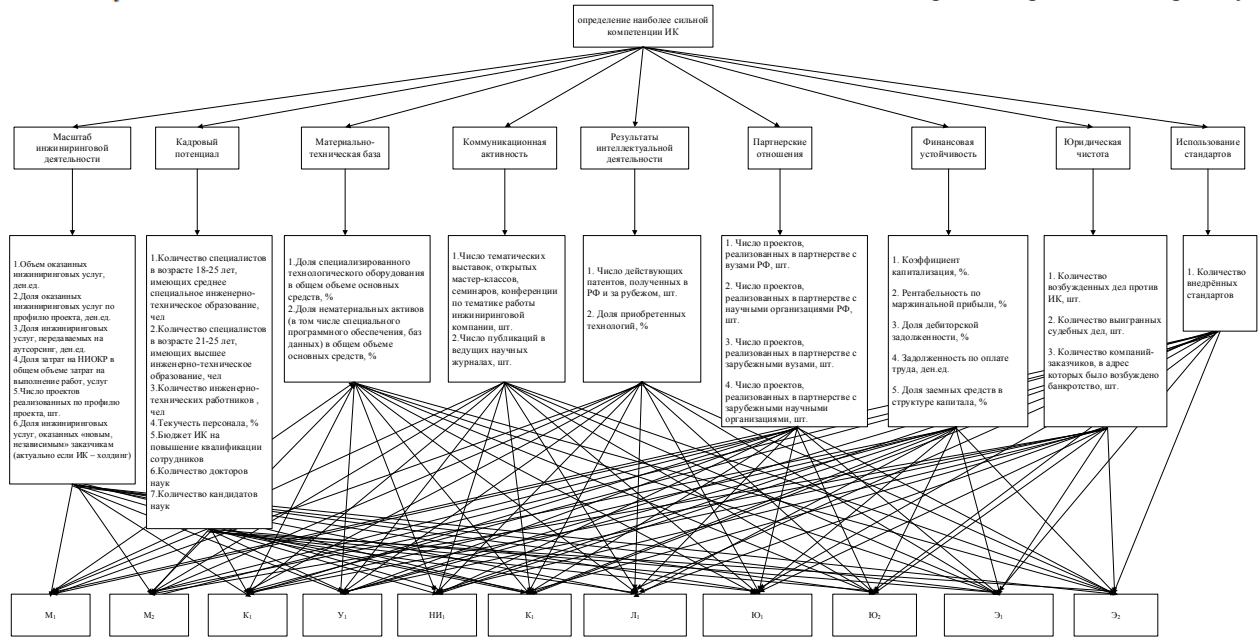 определение наиболее сильной
компетенции ИК
Масштаб
инжиниринговой
деятельности
Кадровый
потенциал
Материально-
техническая база
Коммуникационная
активность
Результаты
интеллектуальной
деятельности
Партнерские
отношения
Финансовая
устойчивость
Юридическая
чистота
Использование
стандартов
1.Объем оказанных
инжиниринговых услуг,
ден.ед.
2.Доля оказанных
инжиниринговых услуг по
профилю проекта, ден.ед.
3.Доля инжиниринговых
услуг, передаваемых на
аутсорсинг, ден.ед.
4.Доля затрат на НИОКР в
общем объеме затрат на
выполнение работ, услуг
5.Число проектов
реализованных по профилю
проекта, шт.
6.Доля инжиниринговых
услуг, оказанных «новым,
независимым» заказчикам
(актуально если ИК – холдинг)
1.Количество специалистов
в возрасте 18-25 лет,
имеющих среднее
специальное инженерно-
техническое образование,
чел
2.Количество специалистов
в возрасте 21-25 лет,
имеющих высшее
инженерно-техническое
образование, чел
3.Количество инженерно-
технических работников ,
чел
4.Текучесть персонала, %
5.Бюджет ИК на
повышение квалификации
сотрудников
6.Количество докторов
наук
7.Количество кандидатов
наук
1.Доля специализированного
технологического оборудования
в общем объеме основных
средств, %
2.Доля нематериальных активов
(в том числе специального
программного обеспечения, баз
данных) в общем объеме
основных средств, %
1.Число тематических
выставок, открытых
мастер-классов,
семинаров, конференции
по тематике работы
инжиниринговой
компании, шт.
2.Число публикаций в
ведущих научных
журналах, шт.
1. Число действующих
патентов, полученных в
РФ и за рубежом, шт.
2. Доля приобретенных
технологий, %
1. Число проектов,
реализованных в партнерстве с
вузами РФ, шт.
2. Число проектов,
реализованных в партнерстве с
научными организациями РФ,
шт.
3. Число проектов,
реализованных в партнерстве с
зарубежными вузами, шт.
4. Число проектов,
реализованных в партнерстве с
зарубежными научными
организациями, шт.
1. Коэффициент
капитализация, %.
2. Рентабельность по
маржинальной прибыли, %
3. Доля дебиторской
задолженности, %
4. Задолженность по оплате
труда, ден.ед.
5. Доля заемных средств в
структуре капитала, %
1. Количество
возбужденных дел против
ИК, шт.
2. Количество выигранных
судебных дел, шт.
3. Количество компаний-
заказчиков, в адрес
которых было возбуждено
банкротство, шт.
1. Количество
внедрённых
стандартов
М₁
М₂
К₁
У₁
НИ₁
К₁
Л₁
Ю₁
Ю₂
Э₁
Э₂